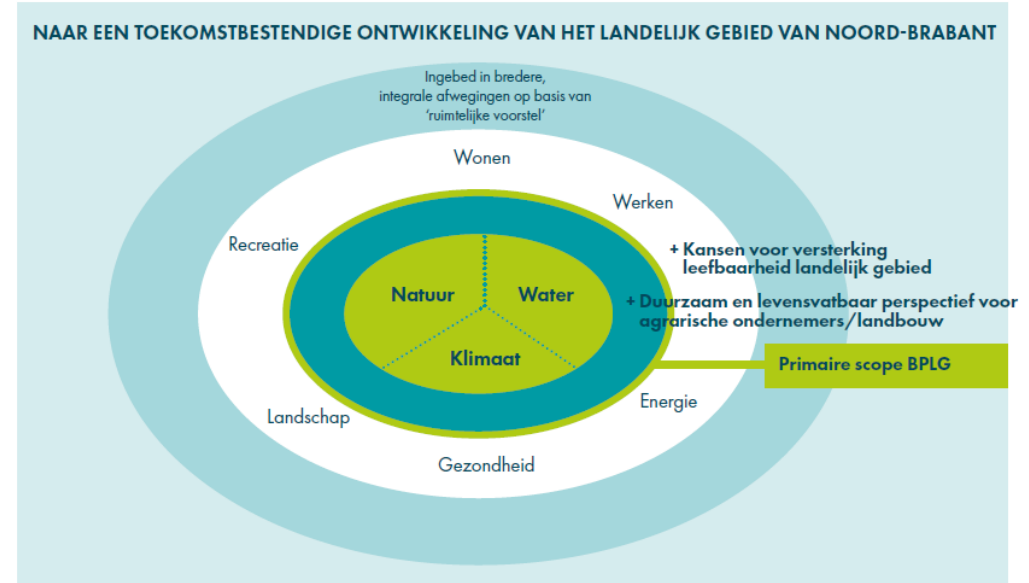 NAAR EEN TOEKOMSTBESTENDIGE ONTWIKKELING VAN HET LANDELIJK GEBIED VAN NOORD-BRABANT
Ingebed in bredere,
integrale afwegingen op basis van
‘ruimtelijke voorstel’
Wonen
Werken
Recreatie
+ Kansen voor versterking
leefbaarheid landelijk gebied
Natuur
Water
+ Duurzaam en levensvatbaar perspectief voor
agrarische ondernemers/landbouw
Klimaat
Primaire scope BPLG
Energie
Landschap
Gezondheid